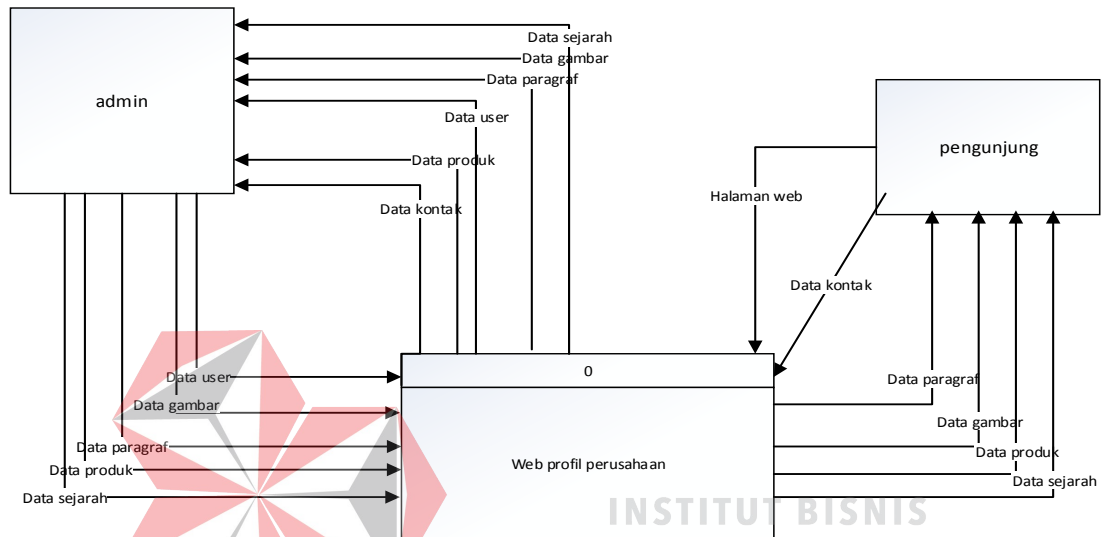 Data sejarah
Data gambar
Data paragraf
admin
Data user
pengunjung
Data produk
Halaman web
Data kontak
Data kontak
0
Data user
Data paragraf
Data gambar
Data gambar
Data paragraf
Data produk
Web profil perusahaan
Data produk
Data sejarah
Data sejarah
INSTITUT BISNIS